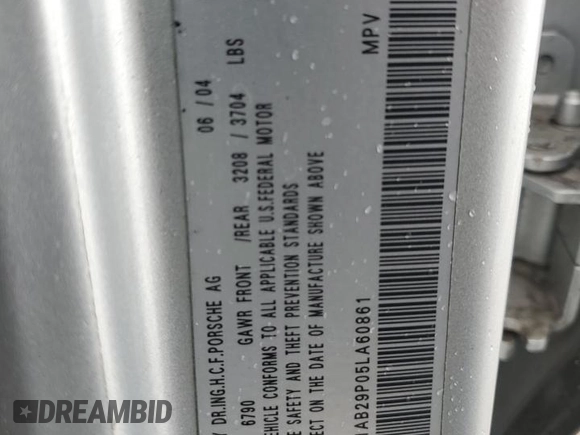 Y DR.ING.H.C.F.PORSCHE AG 06/04
6790 GAWR FRONT /REAR 3208 / 3704 LBS
VEHICLE CONFORMS TO ALL APPLICABLE U.S.FEDERAL MOTOR
E SAFETY AND THEFT PREVENTION STANDARDS
ECT ON THE DATE OF MANUFACTURE SHOWN ABOVE
AB29P05LA60861 MPV
DREAMBID